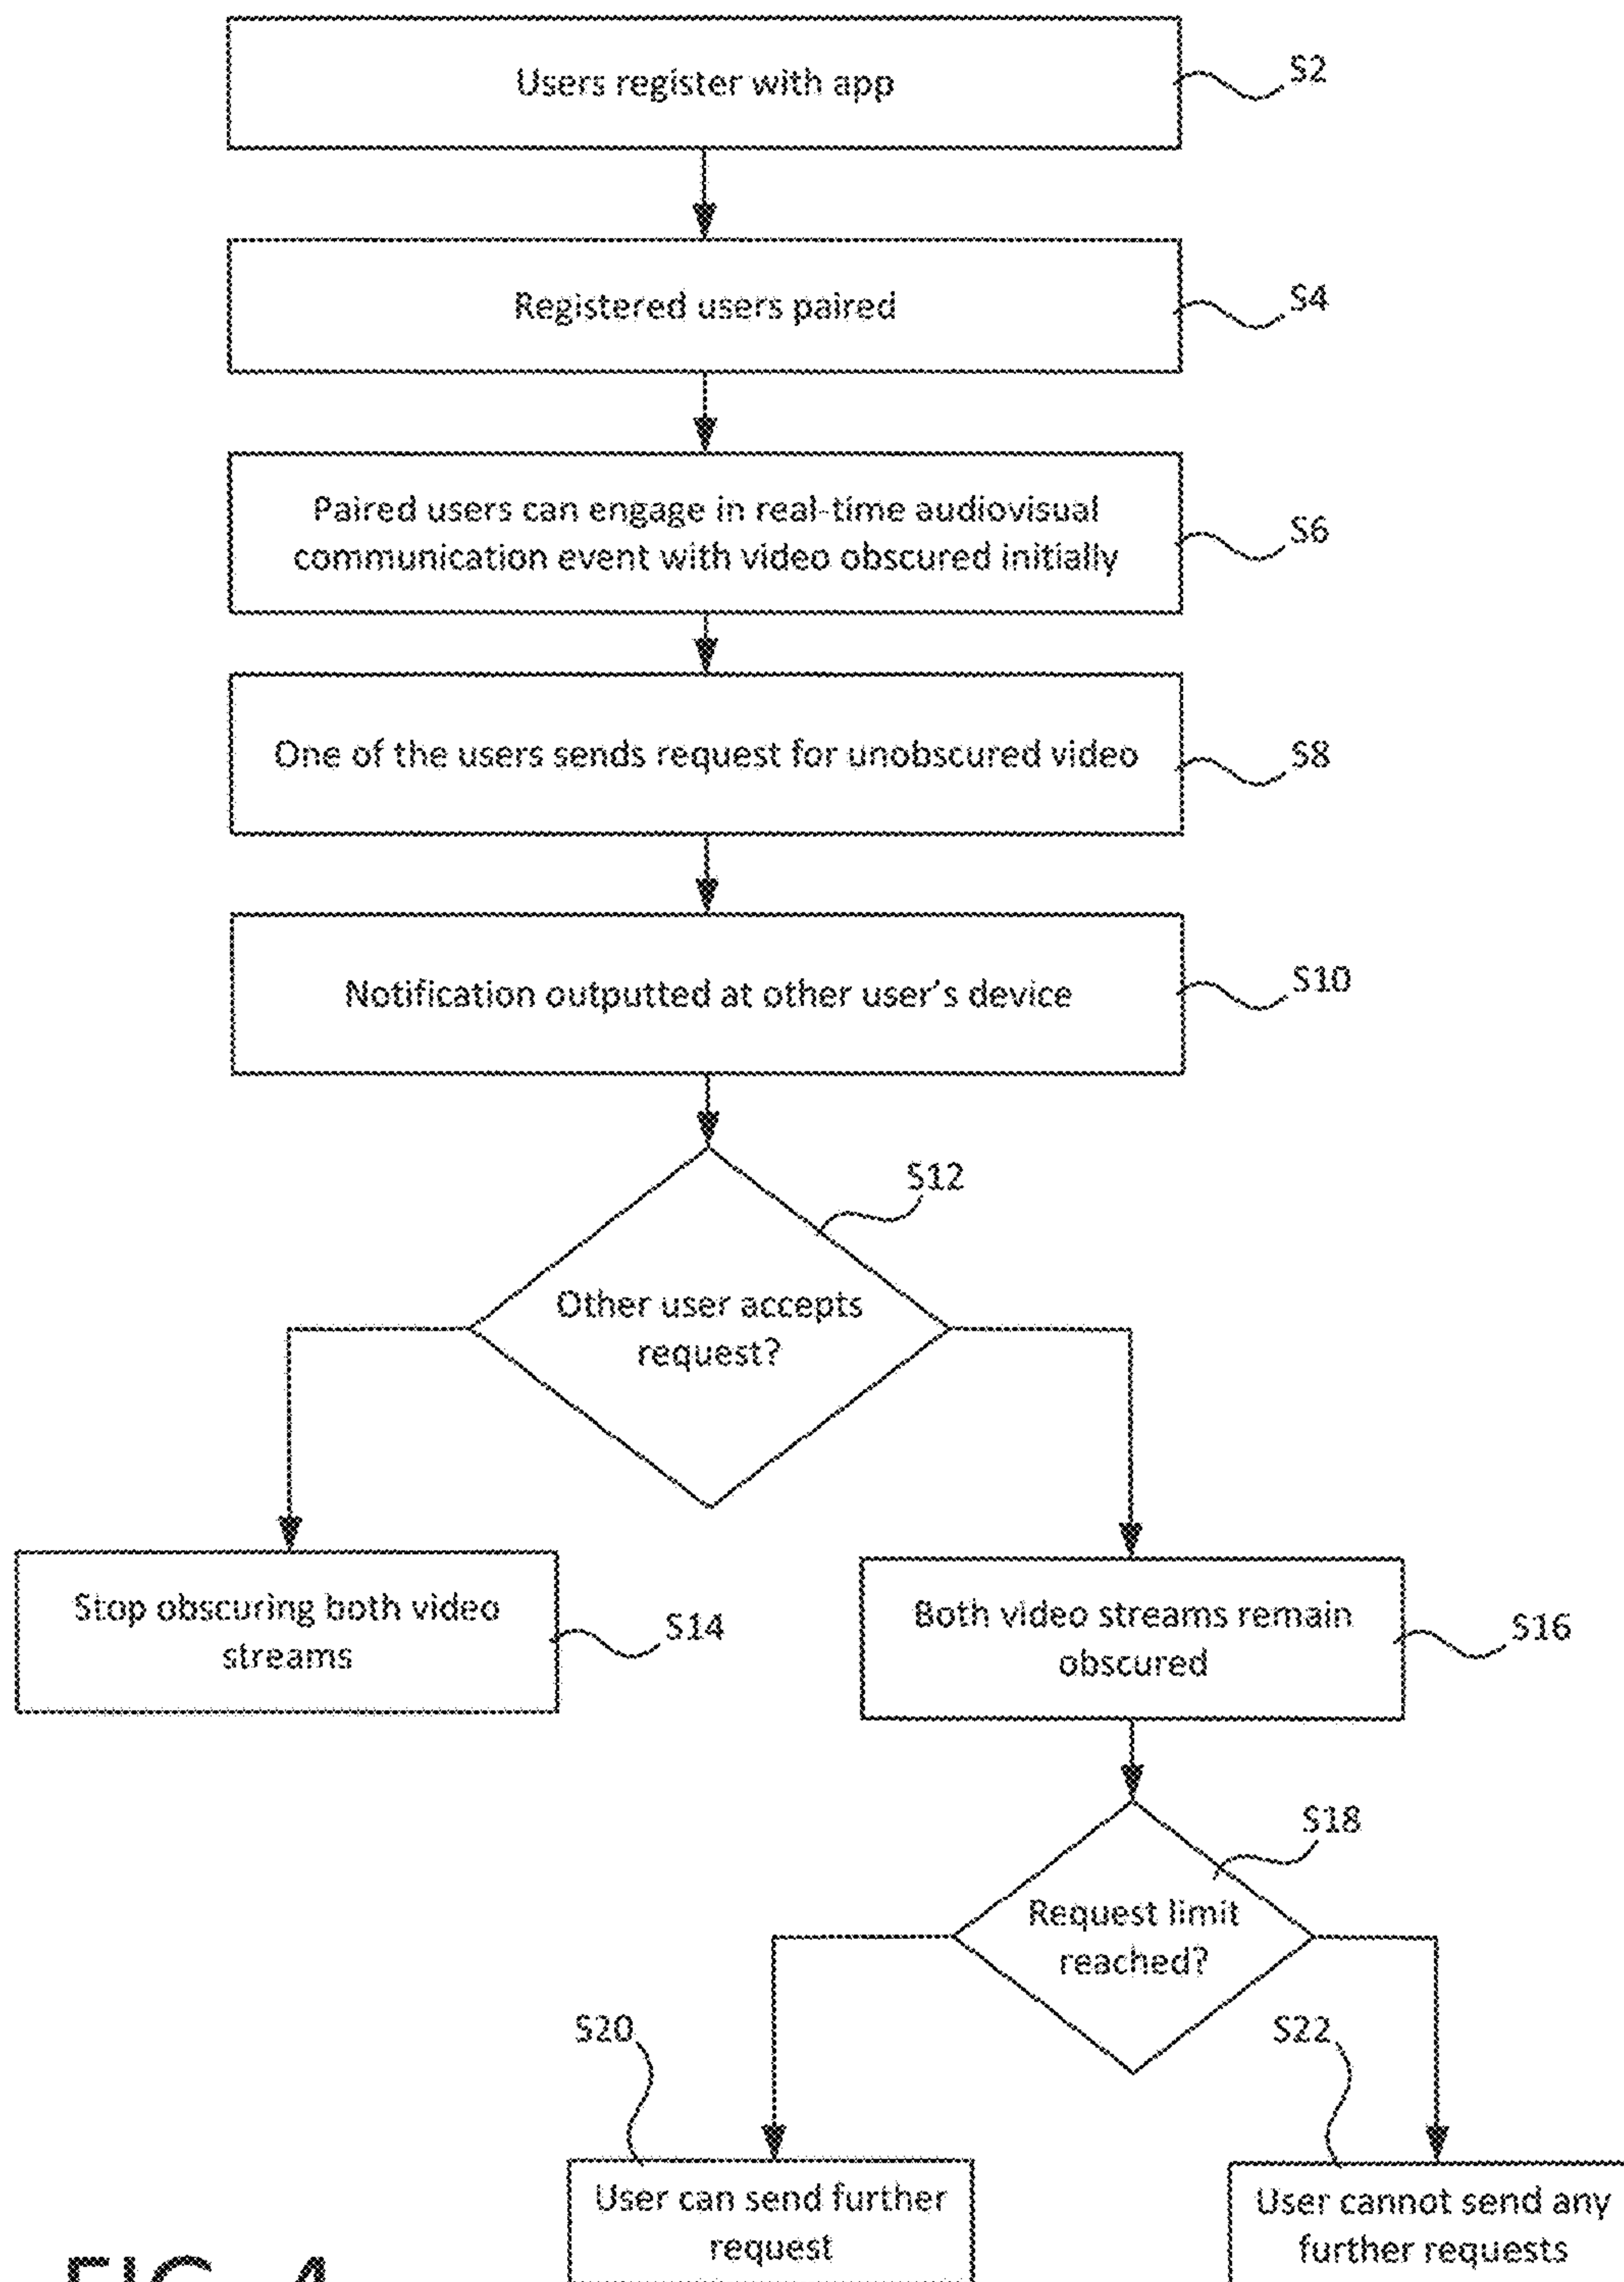 Users register with app
S2
Registered users paired
S4
Paired users can engage in real-time audiovisual
communication event with video obscured initially
S6
One of the users sends request for unobscured video
S8
Notification outputted at other user's device
S10
S12
Other user accepts
request?
Stop obscuring both video
streams
S14
Both video streams remain
obscured
S16
S18
Request limit
reached?
S20
S22
User can send further
request
User cannot send any
further requests
FIG. 4